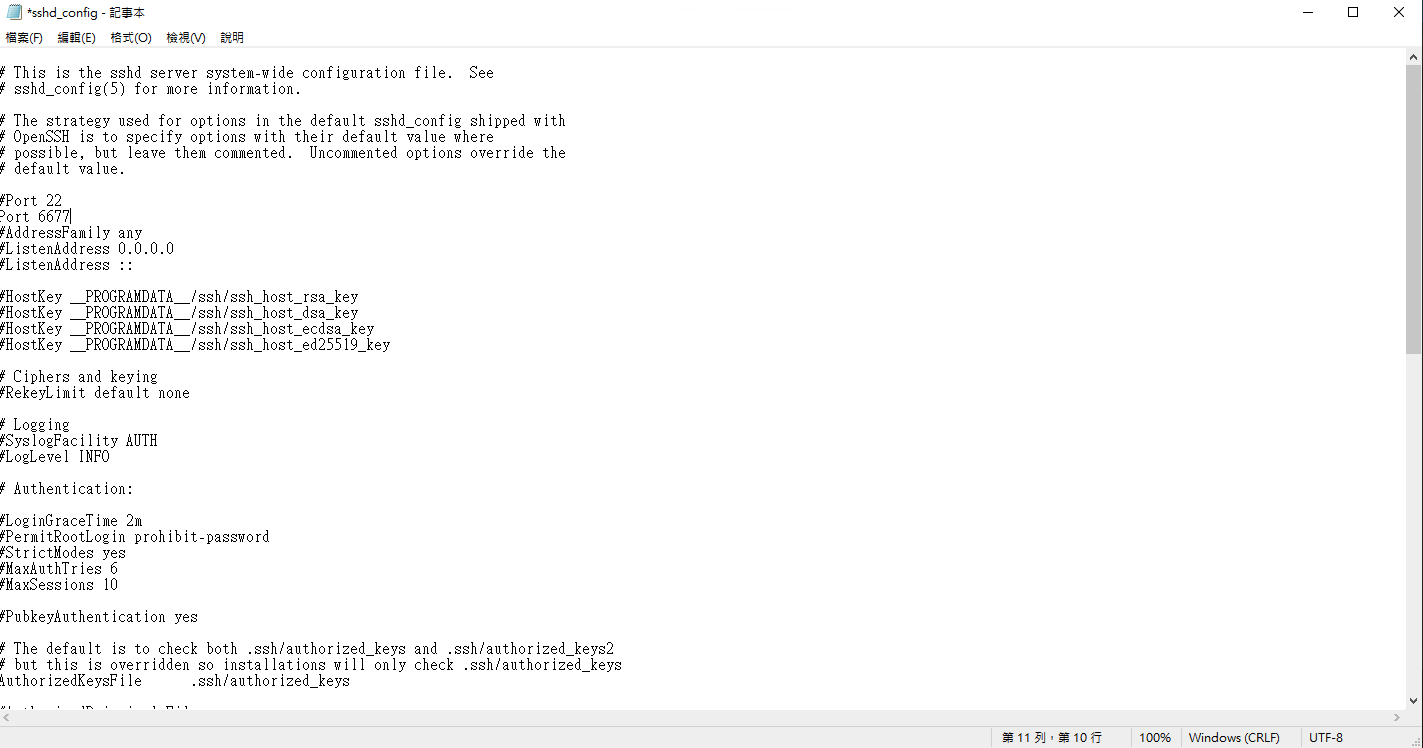 *sshd_config - 記事本
檔案(F) 編輯(E) 格式(O) 檢視(V) 說明
# This is the sshd server system-wide configuration file.  See
# sshd_config(5) for more information.
# The strategy used for options in the default sshd_config shipped with
# OpenSSH is to specify options with their default value where
# possible, but leave them commented.  Uncommented options override the
# default value.
#Port 22
Port 6677
#AddressFamily any
#ListenAddress 0.0.0.0
#ListenAddress ::
#HostKey __PROGRAMDATA__/ssh/ssh_host_rsa_key
#HostKey __PROGRAMDATA__/ssh/ssh_host_dsa_key
#HostKey __PROGRAMDATA__/ssh/ssh_host_ecdsa_key
#HostKey __PROGRAMDATA__/ssh/ssh_host_ed25519_key
# Ciphers and keying
#RekeyLimit default none
# Logging
#SyslogFacility AUTH
#LogLevel INFO
# Authentication:
#LoginGraceTime 2m
#PermitRootLogin prohibit-password
#StrictModes yes
#MaxAuthTries 6
#MaxSessions 10
#PubkeyAuthentication yes
# The default is to check both .ssh/authorized_keys and .ssh/authorized_keys2
# but this is overridden so installations will only check .ssh/authorized_keys
AuthorizedKeysFile	.ssh/authorized_keys
第 11 列，第 10 行 100% Windows (CRLF) UTF-8